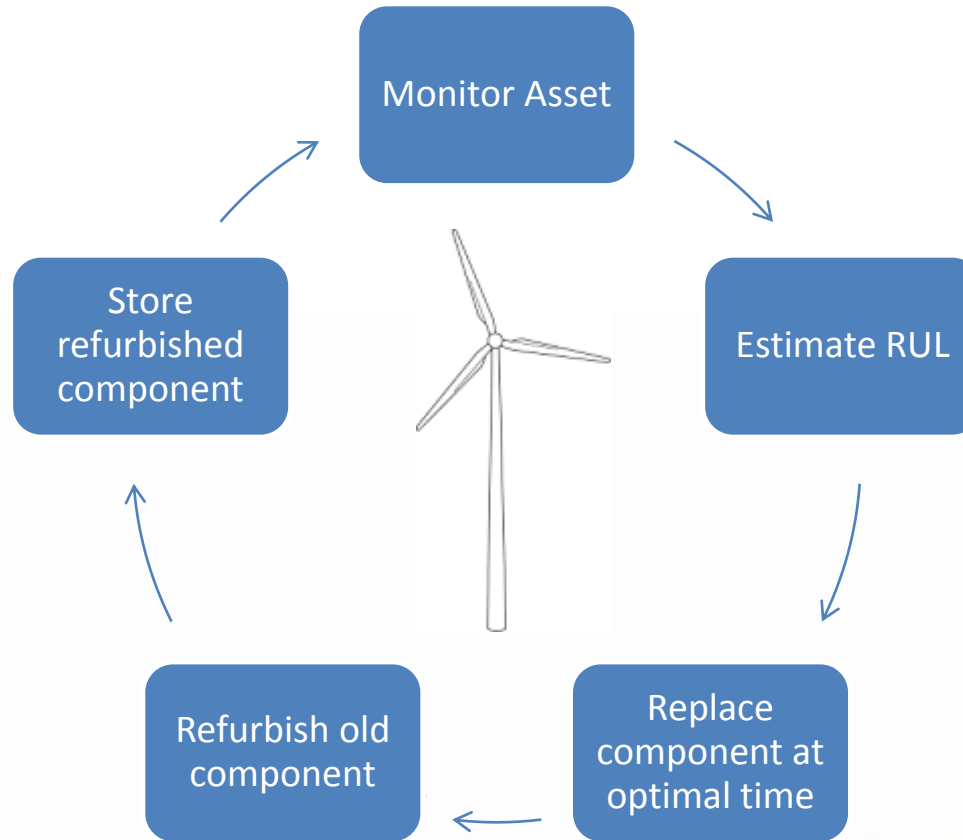 Monitor Asset
Estimate RUL
Replace
component at
optimal time
Refurbish old
component
Store
refurbished
component